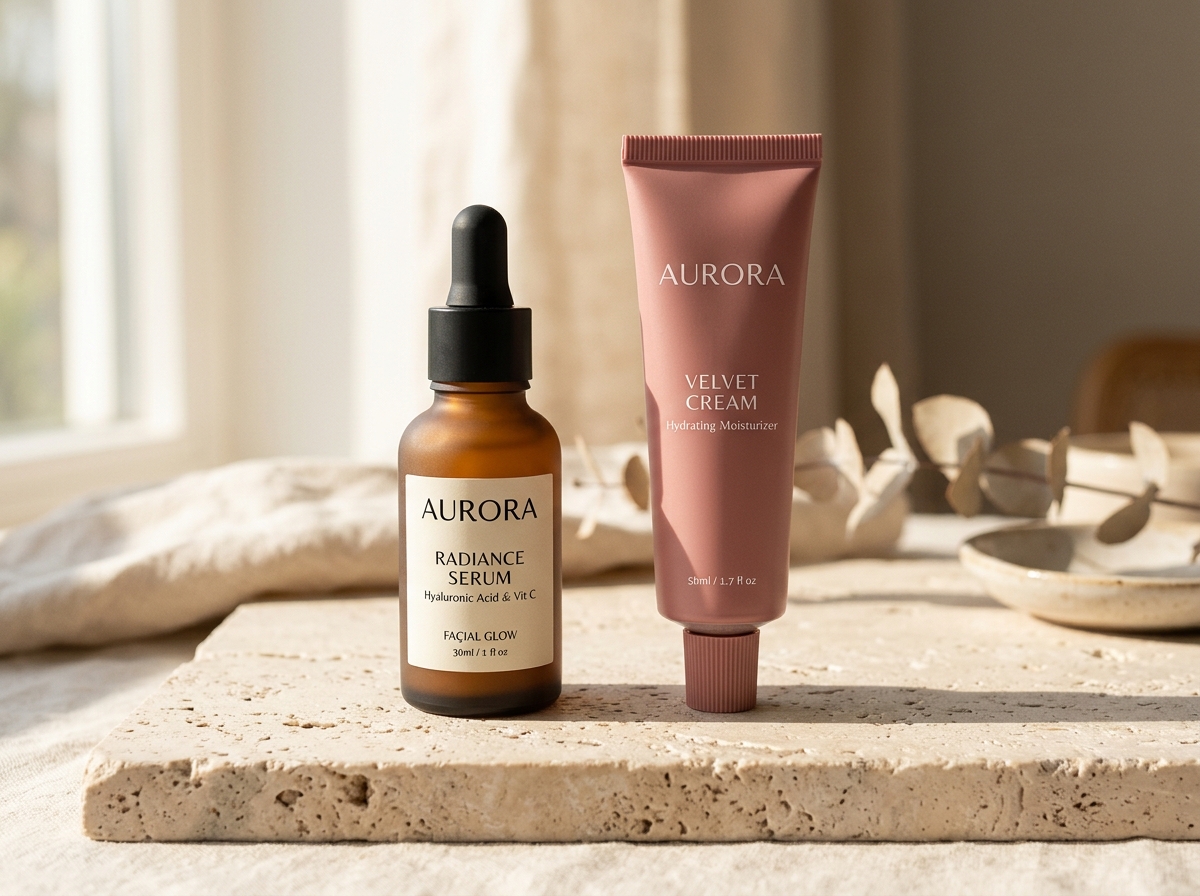 AURORA
RADIANCE
SERUM
Hyaluronic Acid & Vit C
FAÇIAL GLOW
30ml / 1 fl oz
AURORA
VELVET
CREAM
Hydrating Moisturizer
50ml / 1.7 fl oz